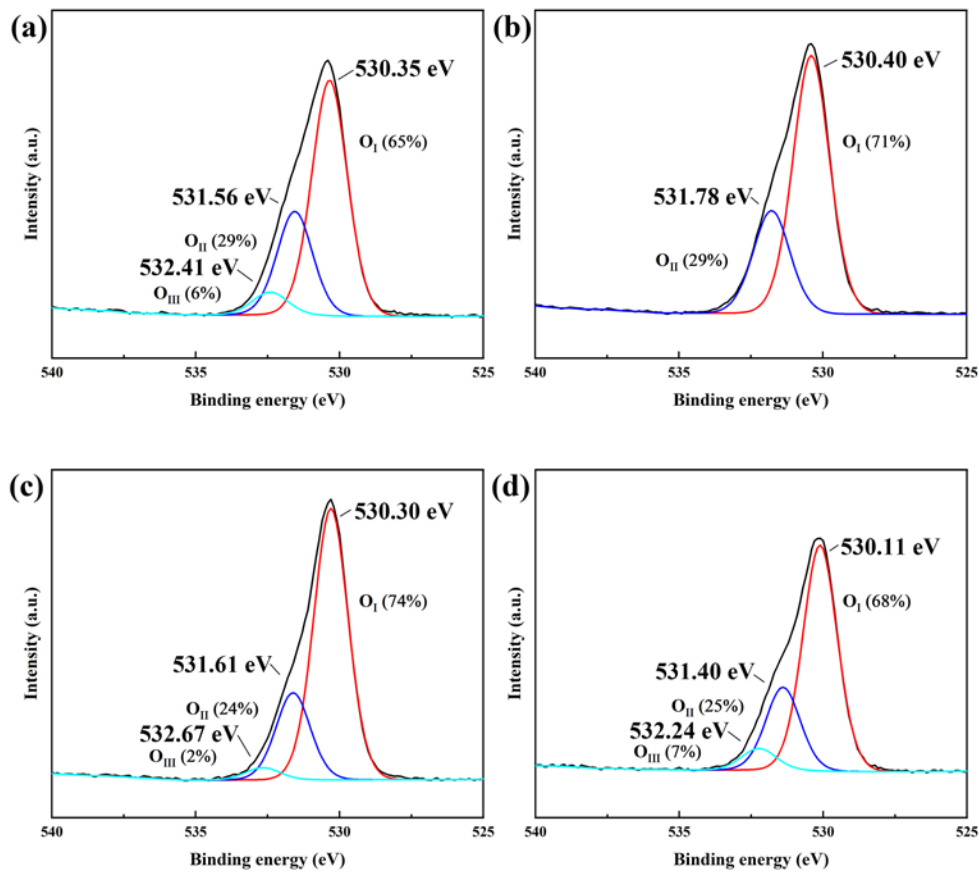 (a)
530.35 eV
O_I (65%)
531.56 eV
O_II (29%)
532.41 eV
O_III (6%)
Intensity (a.u.)
540 535 530 525
Binding energy (eV)
(b)
530.40 eV
O_I (71%)
531.78 eV
O_II (29%)
Intensity (a.u.)
540 535 530 525
Binding energy (eV)
(c)
530.30 eV
O_I (74%)
531.61 eV
O_II (24%)
532.67 eV
O_III (2%)
Intensity (a.u.)
540 535 530 525
Binding energy (eV)
(d)
530.11 eV
O_I (68%)
531.40 eV
O_II (25%)
532.24 eV
O_III (7%)
Intensity (a.u.)
540 535 530 525
Binding energy (eV)